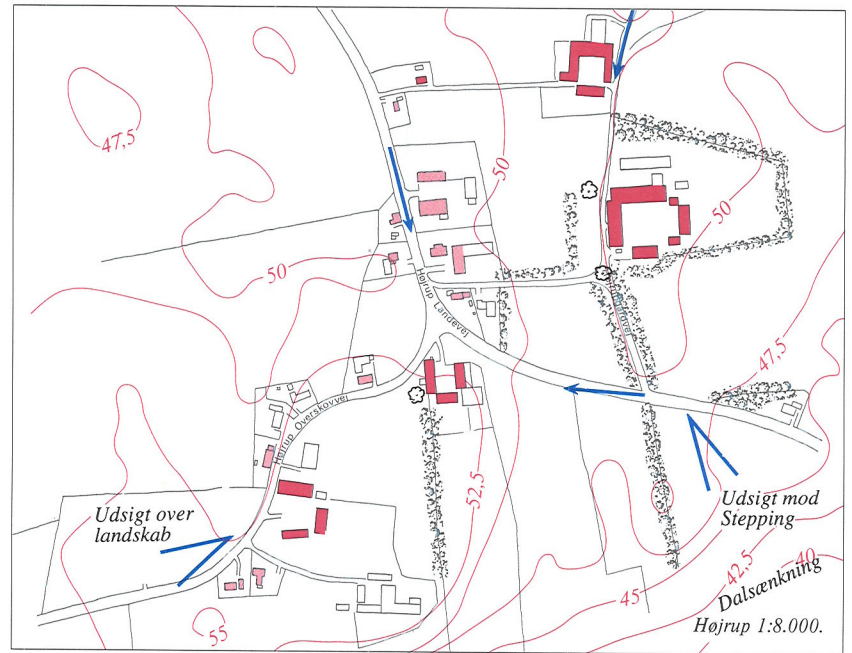 50
47,5
50
50
50
Højrup Landevej
47,5
Højrup Overskovvej
52,5
Udsigt over
landskab
Udsigt mod
Stepping
42,5
40
Dalsænkning
45
55
Højrup 1:8.000.